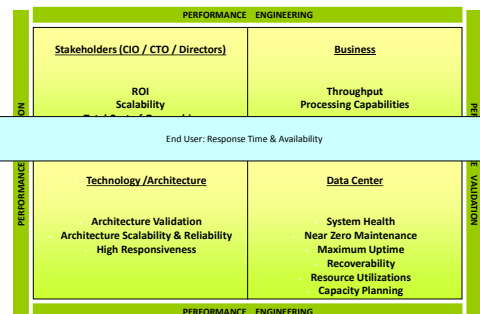 PERFORMANCE ENGINEERING
Stakeholders (CIO / CTO / Directors)
ROI
Scalability
Business
Throughput
Processing Capabilities
End User: Response Time & Availability
Technology /Architecture
Architecture Validation
Architecture Scalability & Reliability
High Responsiveness
Data Center
System Health
Near Zero Maintenance
Maximum Uptime
Recoverability
Resource Utilizations
Capacity Planning
PERFORMANCE
VALIDATION
PERFORMANCE ENGINEERING